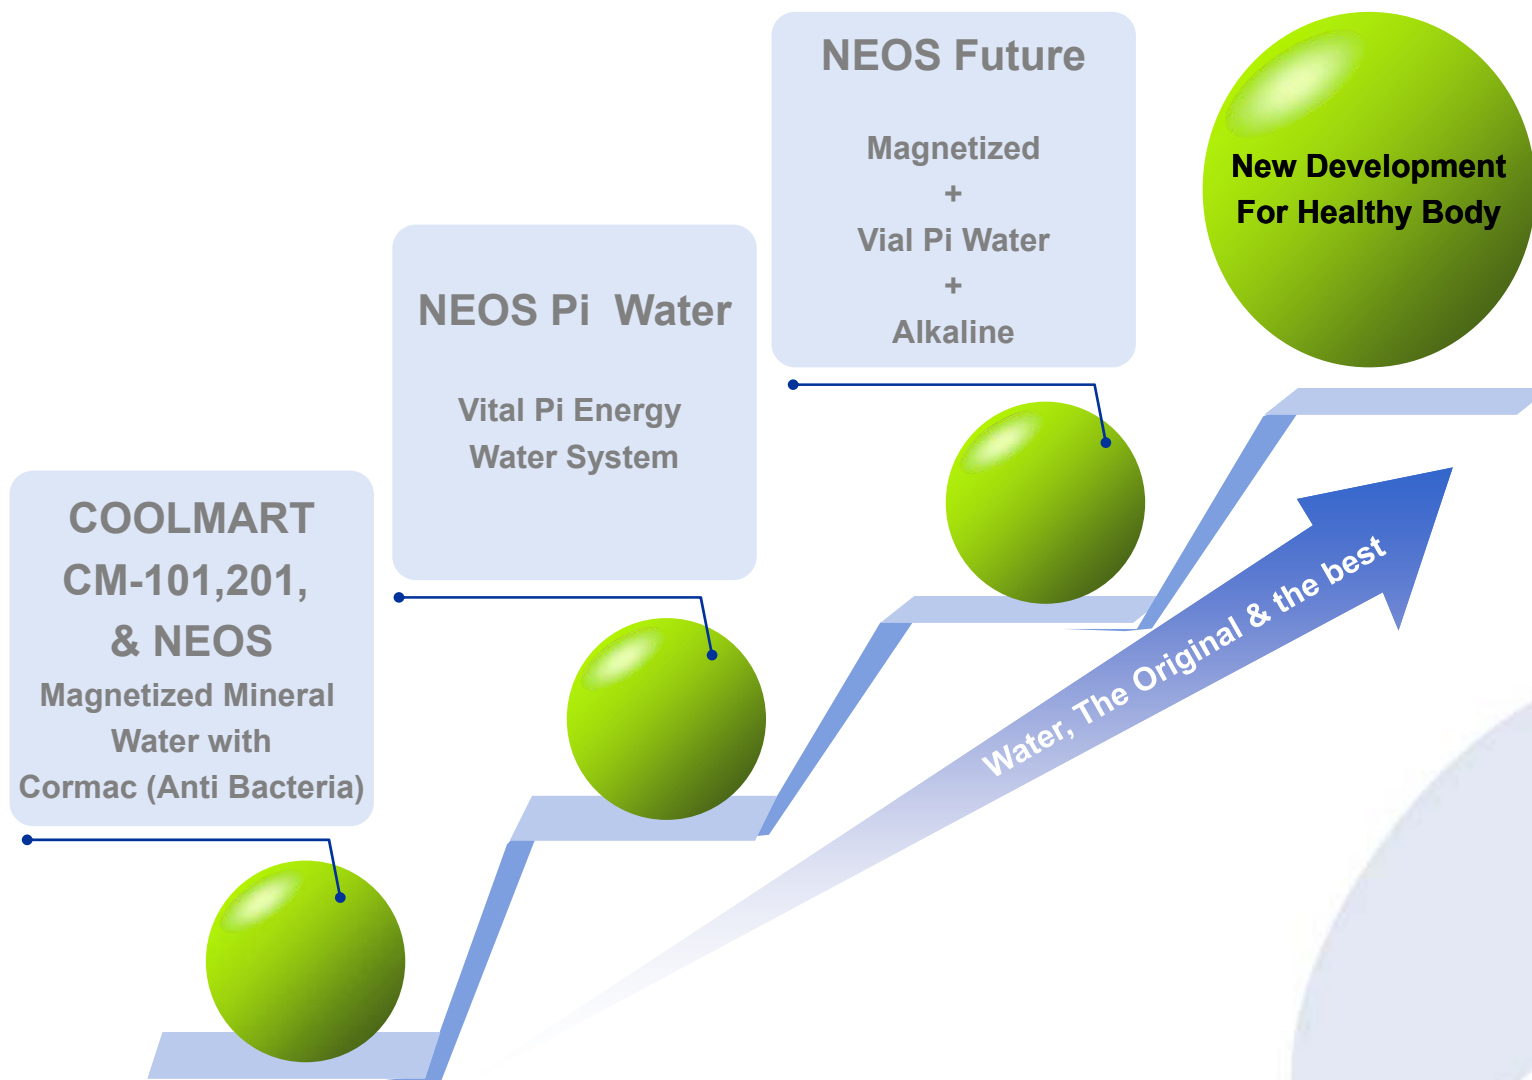 COOLMART
CM-101,201,
& NEOS
Magnetized Mineral
Water with
Cormac (Anti Bacteria)
NEOS Pi  Water
Vital Pi Energy
Water System
NEOS Future
Magnetized
+
Vial Pi Water
+
Alkaline
New Development
For Healthy Body
Water, The Original & the best